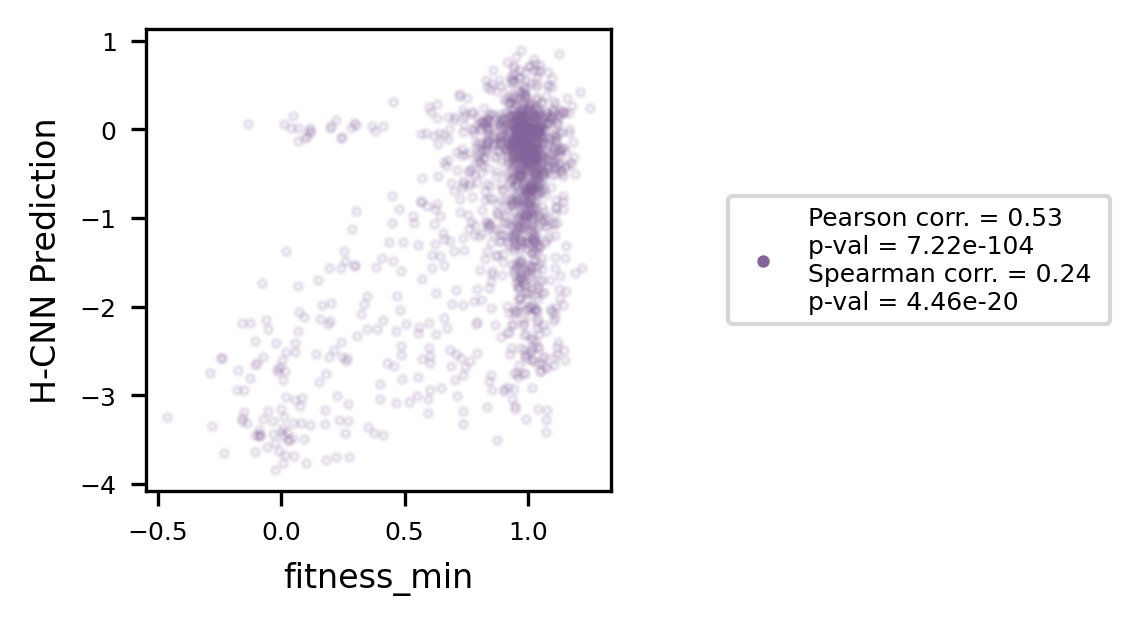 1
0
−1
−2
−3
−4
H-CNN Prediction
−0.5
0.0
0.5
1.0
fitness_min
Pearson corr. = 0.53
p-val = 7.22e-104
Spearman corr. = 0.24
p-val = 4.46e-20